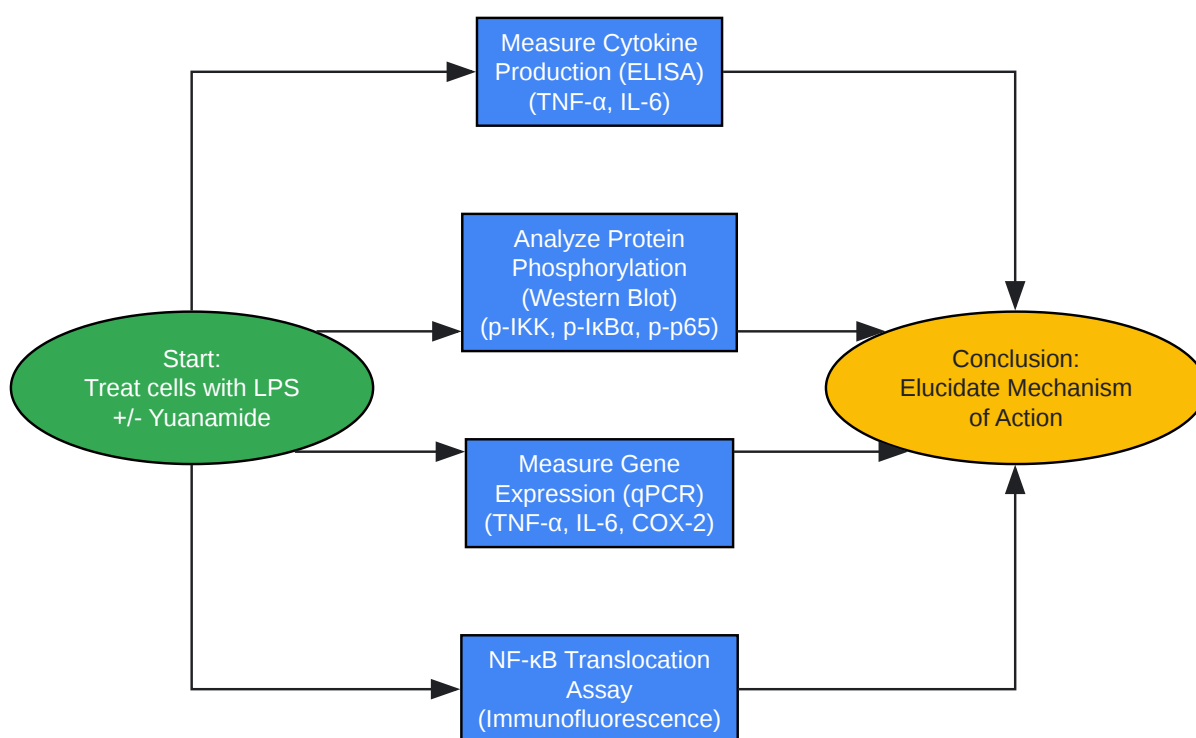 Measure Cytokine
Production (ELISA)
(TNF-α, IL-6)
Analyze Protein
Phosphorylation
(Western Blot)
(p-IKK, p-IκBα, p-p65)
Start:
Treat cells with LPS
+/- Yuanamide
Conclusion:
Elucidate Mechanism
of Action
Measure Gene
Expression (qPCR)
(TNF-α, IL-6, COX-2)
NF-κB Translocation
Assay
(Immunofluorescence)